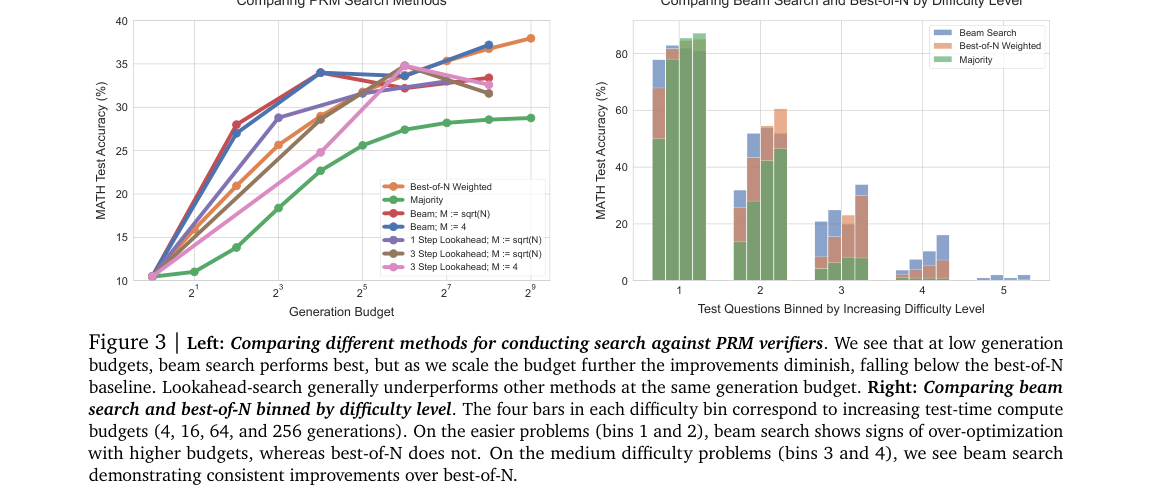 Comparing PRM Search Methods
40
35
30
25
20
15
10
MATH Test Accuracy (%)
Best-of-N Weighted
Majority
Beam; M := sqrt(N)
Beam; M := 4
1 Step Lookahead; M := sqrt(N)
3 Step Lookahead; M := sqrt(N)
3 Step Lookahead; M := 4
2^1 2^3 2^5 2^7 2^9
Generation Budget
Comparing Beam Search and Best-of-N by Difficulty Level
80
60
40
20
0
MATH Test Accuracy (%)
Beam Search
Best-of-N Weighted
Majority
1 2 3 4 5
Test Questions Binned by Increasing Difficulty Level
Figure 3 | Left: Comparing different methods for conducting search against PRM verifiers. We see that at low generation
budgets, beam search performs best, but as we scale the budget further the improvements diminish, falling below the best-of-N
baseline. Lookahead-search generally underperforms other methods at the same generation budget. Right: Comparing beam
search and best-of-N binned by difficulty level. The four bars in each difficulty bin correspond to increasing test-time compute
budgets (4, 16, 64, and 256 generations). On the easier problems (bins 1 and 2), beam search shows signs of over-optimization
with higher budgets, whereas best-of-N does not. On the medium difficulty problems (bins 3 and 4), we see beam search
demonstrating consistent improvements over best-of-N.